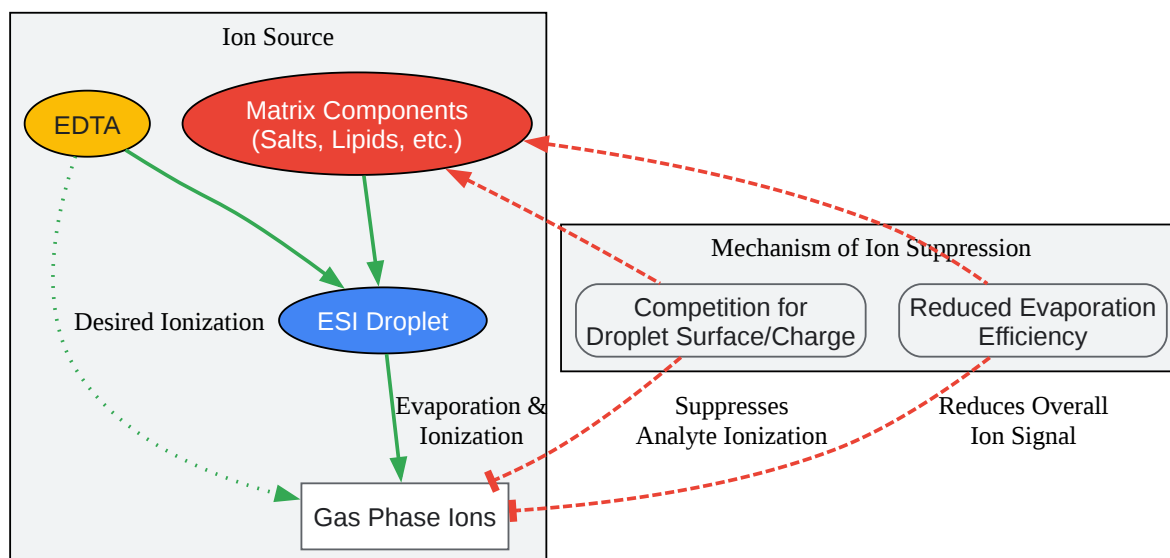 Ion Source
EDTA
Matrix Components
(Salts, Lipids, etc.)
Mechanism of Ion Suppression
Desired Ionization
ESI Droplet
Competition for
Droplet Surface/Charge
Reduced Evaporation
Efficiency
Evaporation &
Ionization
Suppresses
Analyte Ionization
Reduces Overall
Ion Signal
Gas Phase Ions